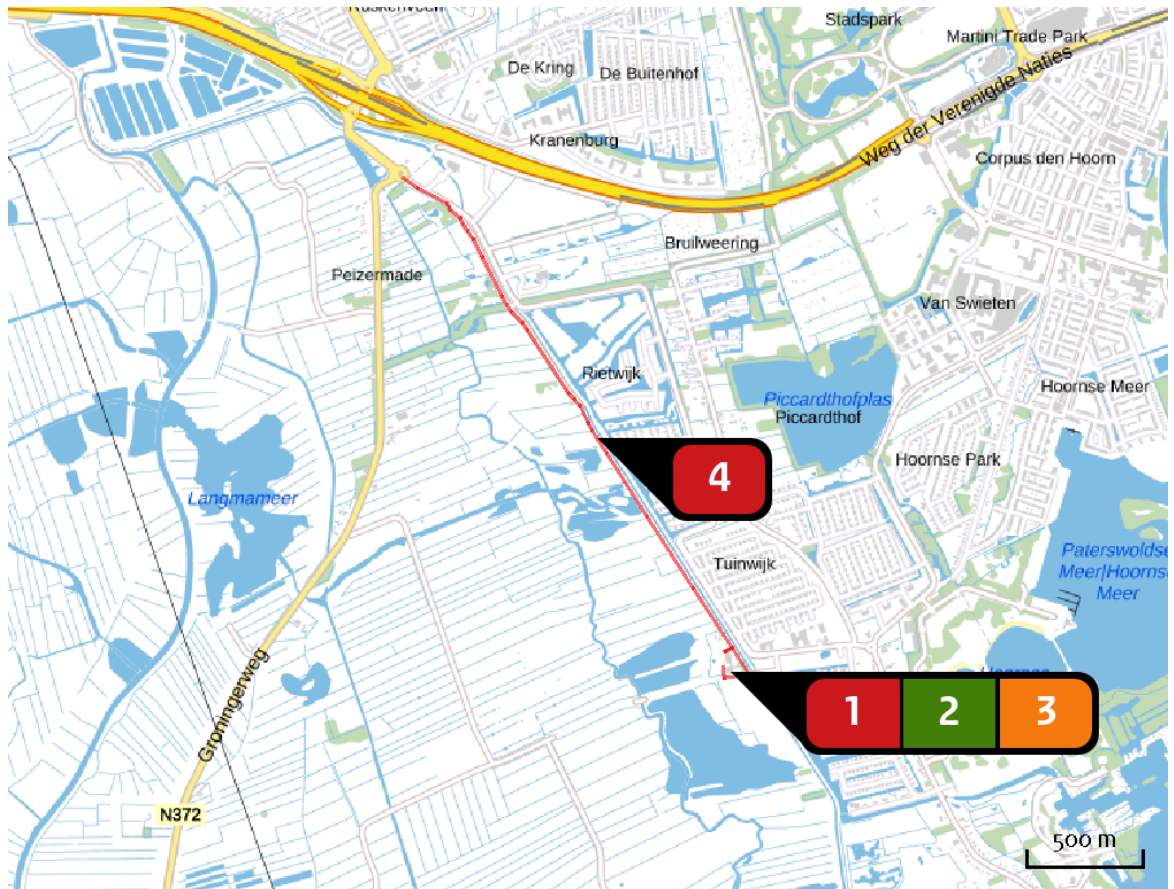 Ruskenveen
Stadspark
Martini Trade Park
De Kring
De Buitenhof
Weg der Verenigde Naties
Kranenburg
Corpus den Hoorn
Bruilweering
Peizermade
Van Swieten
Rietwijk
Hoornse Meer
Piccardthofplas
Piccardthof
Hoornse Park
4
Langmameer
Paterswoldse
Meer|Hoornse
Meer
Tuinwijk
Hoornse
1 2 3
Groningerweg
N372
500 m